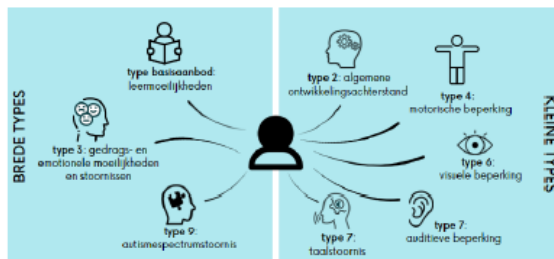 BREDE TYPES
type basisaanbod:
leermoeilijkheden
type 3: gedrags- en
emotionele moeilijkheden
en stoornissen
type 9:
autismespectrumstoornis
type 2: algemene
ontwikkelingsachterstand
type 4:
motorische beperking
type 6:
visuele beperking
type 7:
auditieve beperking
type 7:
taalstoornis
KLEINE TYPES